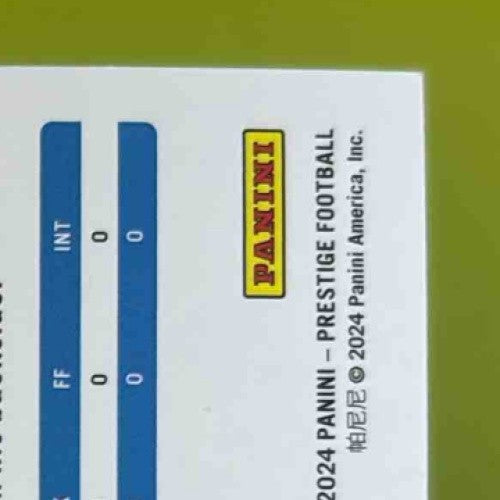 FF INT
0 0
0 0
PANINI
2024 PANINI – PRESTIGE FOOTBALL
帕尼尼 © 2024 Panini America, Inc.